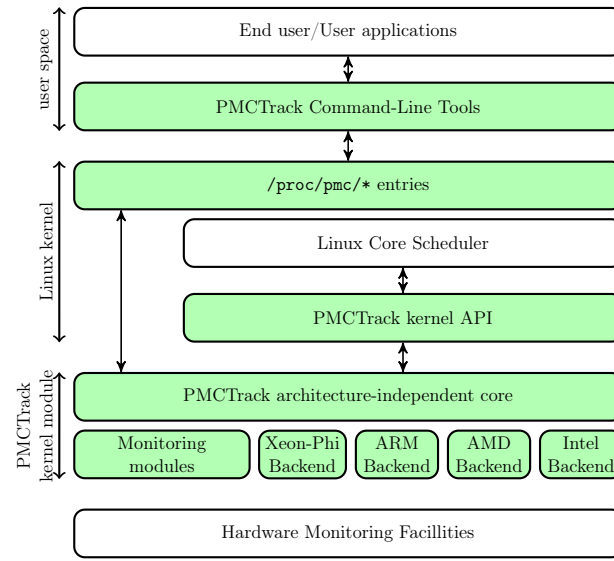 End user/User applications
user space
PMCTrack Command-Line Tools
/proc/pmc/* entries
Linux kernel
Linux Core Scheduler
PMCTrack kernel API
PMCTrack
kernel module
PMCTrack architecture-independent core
Monitoring
modules
Xeon-Phi
Backend
ARM
Backend
AMD
Backend
Intel
Backend
Hardware Monitoring Facillities